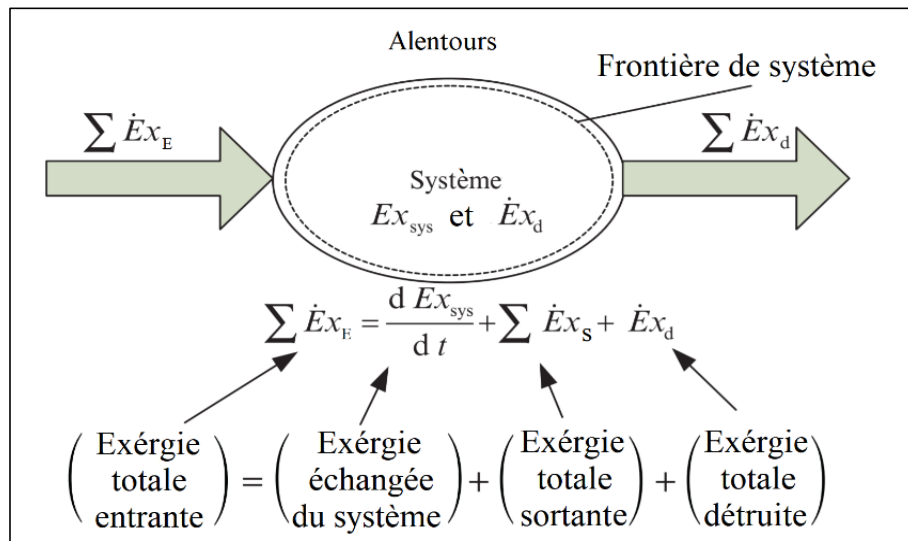 Alentours
Frontière de système
∑ Ėx_E
∑ Ėx_d
Système
Ex_sys et Ėx_d
∑ Ėx_E = d Ex_sys / d t + ∑ Ėx_S + Ėx_d
(Exérgie totale entrante) = (Exérgie échangée du système) + (Exérgie totale sortante) + (Exérgie totale détruite)